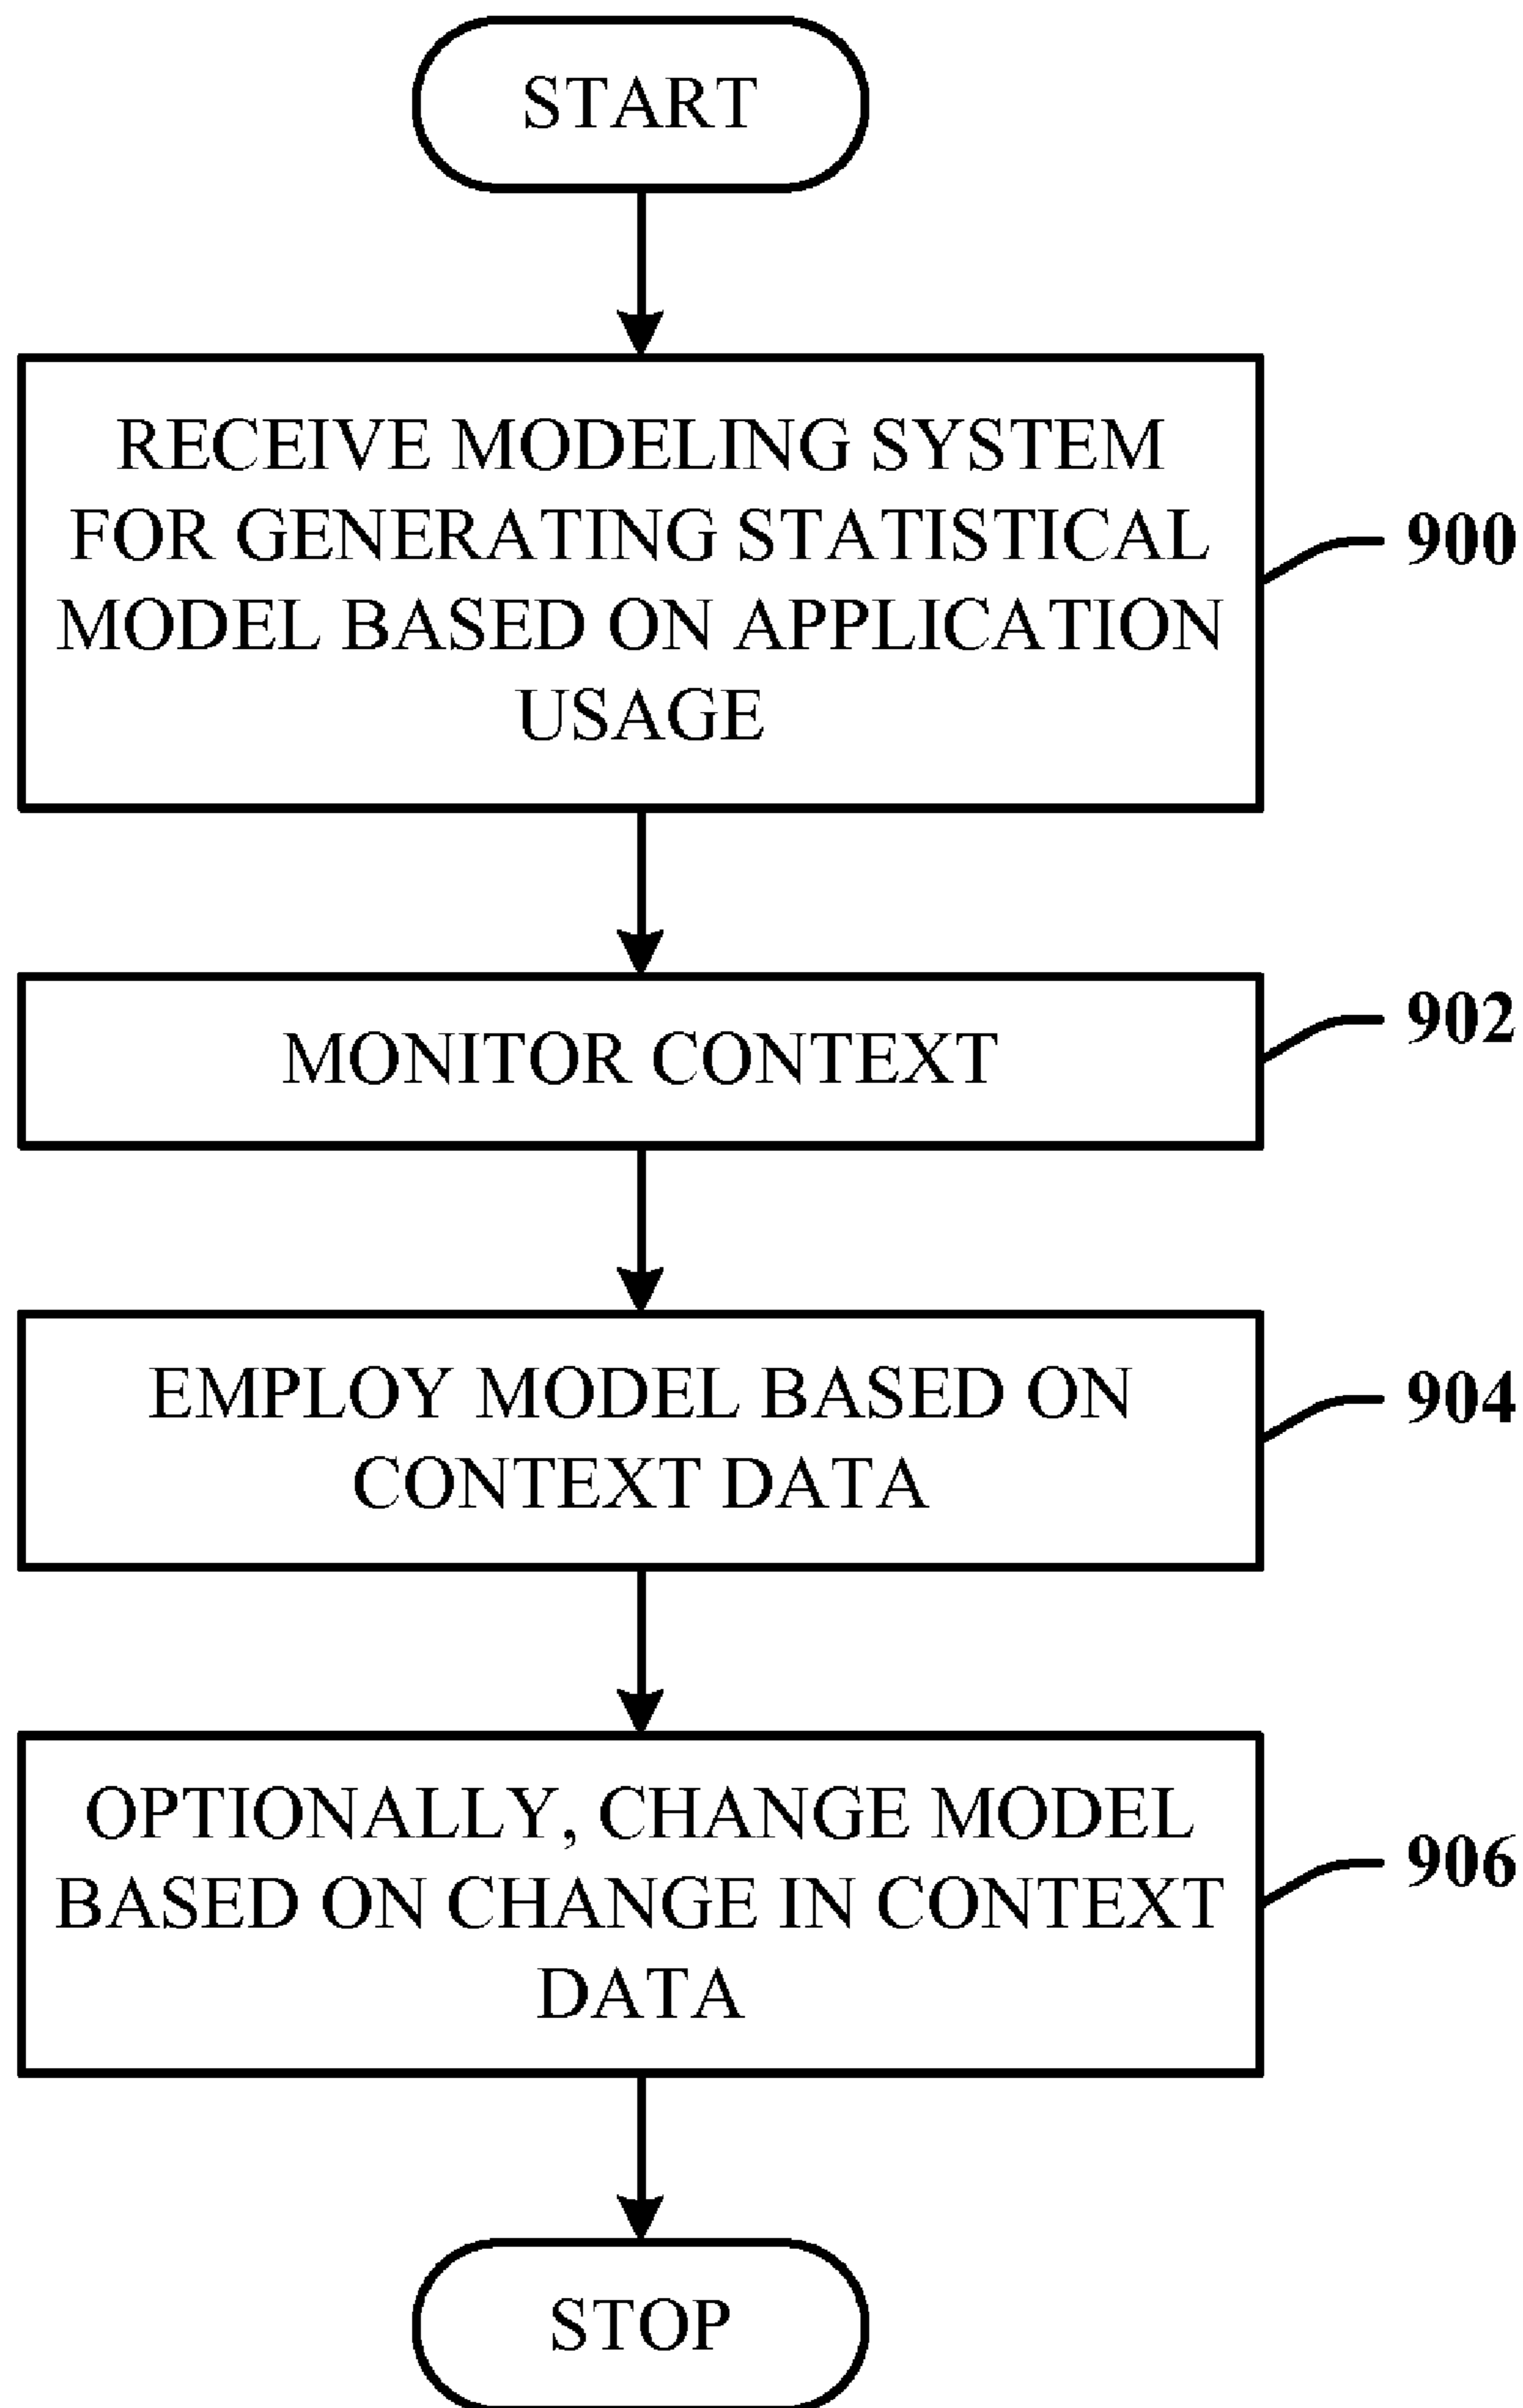 START
RECEIVE MODELING SYSTEM
FOR GENERATING STATISTICAL
MODEL BASED ON APPLICATION
USAGE
900
MONITOR CONTEXT
902
EMPLOY MODEL BASED ON
CONTEXT DATA
904
OPTIONALLY, CHANGE MODEL
BASED ON CHANGE IN CONTEXT
DATA
906
STOP